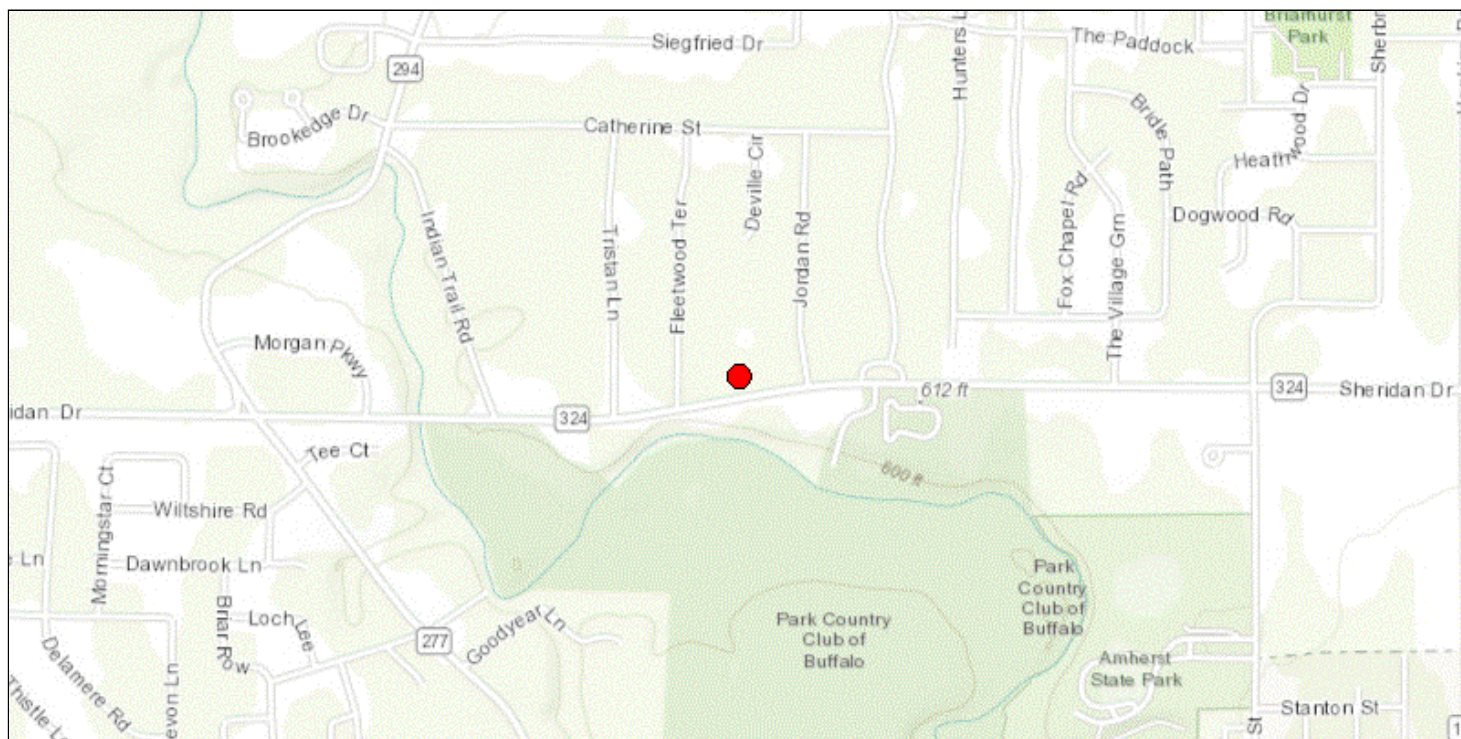 Briarhurst
Park
Siegfried Dr
The Paddock
Sherbr
294
Hunters L
Brookedge Dr
Catherine St
Deville Cir
Bridle Path
Heathwood Dr
Indian Trail Rd
Tristan Ln
Fleetwood Ter
Jordan Rd
Fox Chapel Rd
The Village Grn
Dogwood Rd
Morgan Pkwy
612 ft
324
Sheridan Dr
ridan Dr
324
Tee Ct
600 ft
Morningstar Ct
Wiltshire Rd
e Ln
Dawnbrook Ln
Park
Country
Club of
Buffalo
Briar Row
Loch Lee
Goodyear Ln
277
Park Country
Club of
Buffalo
Delamere Rd
evon Ln
Amherst
State Park
Thistle L
Stanton St
St
1